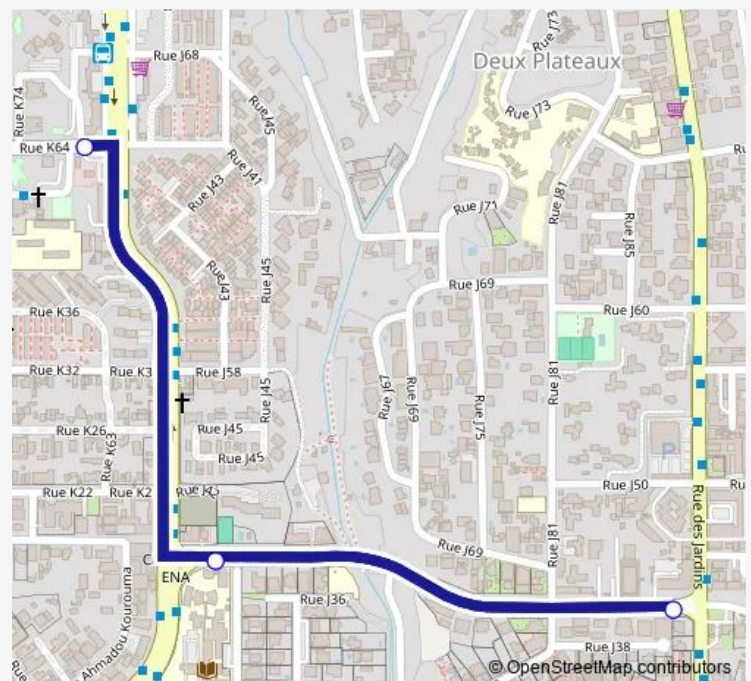 Rue J73
Rue J68
Deux Plateaux
Rue K74
Rue J45
Rue J73
Rue K64
Rue J41
Rue J43
Rue J81
Rue J71
Rue J85
Rue J43
Rue J45
Rue J69
Rue K36
Rue J60
Rue K32
Rue K3
Rue J58
Rue J67
Rue J69
Rue J81
Rue J45
Rue J75
Rue K26
Rue J45
Rue K63
Rue J45
Rue K22
Rue K2
Rue J50
Rue des Jardins
Rue J81
Rue J69
C
ENA
Rue J36
Ahmadou Kourouma
Rue J38
© OpenStreetMap contributors